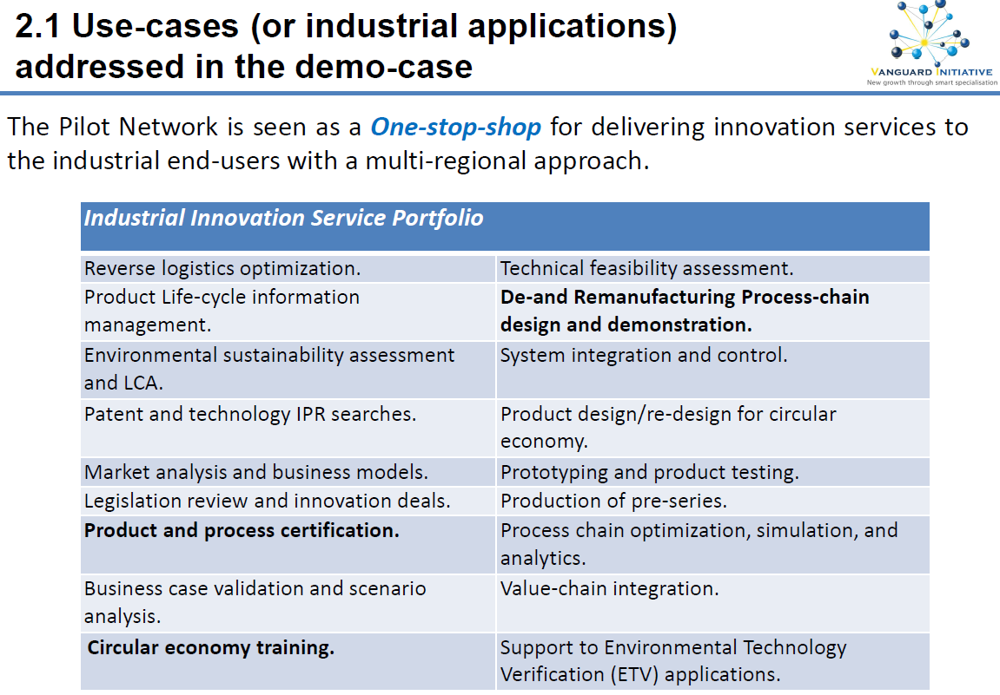 2.1 Use-cases (or industrial applications)
addressed in the demo-case
VANGUARD INITIATIVE
New growth through smart specialisation
The Pilot Network is seen as a One-stop-shop for delivering innovation services to
the industrial end-users with a multi-regional approach.
Industrial Innovation Service Portfolio
Reverse logistics optimization.
Technical feasibility assessment.
Product Life-cycle information
management.
De-and Remanufacturing Process-chain
design and demonstration.
Environmental sustainability assessment
and LCA.
System integration and control.
Patent and technology IPR searches.
Product design/re-design for circular
economy.
Market analysis and business models.
Prototyping and product testing.
Legislation review and innovation deals.
Production of pre-series.
Product and process certification.
Process chain optimization, simulation, and
analytics.
Business case validation and scenario
analysis.
Value-chain integration.
Circular economy training.
Support to Environmental Technology
Verification (ETV) applications.